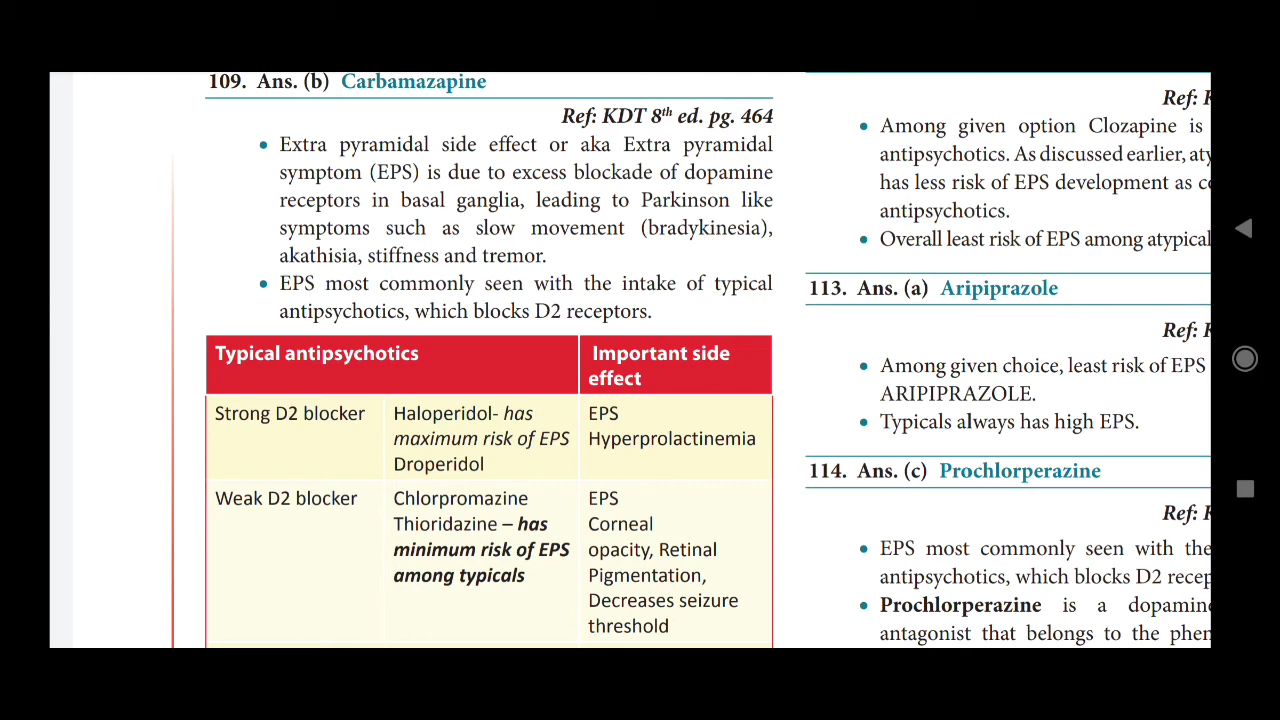 109. Ans. (b) Carbamazapine
Ref: KDT 8th ed. pg. 464
• Extra pyramidal side effect or aka Extra pyramidal
symptom (EPS) is due to excess blockade of dopamine
receptors in basal ganglia, leading to Parkinson like
symptoms such as slow movement (bradykinesia),
akathisia, stiffness and tremor.
• EPS most commonly seen with the intake of typical
antipsychotics, which blocks D2 receptors.
Typical antipsychotics
Important side
effect
Strong D2 blocker
Haloperidol- has
maximum risk of EPS
Droperidol
EPS
Hyperprolactinemia
Weak D2 blocker
Chlorpromazine
Thioridazine – has
minimum risk of EPS
among typicals
EPS
Corneal
opacity, Retinal
Pigmentation,
Decreases seizure
threshold
Ref:
• Among given option Clozapine is
antipsychotics. As discussed earlier,
has less risk of EPS development as
antipsychotics.
• Overall least risk of EPS among atypical
113. Ans. (a) Aripiprazole
Ref:
• Among given choice, least risk of EPS
ARIPIPRAZOLE.
• Typicals always has high EPS.
114. Ans. (c) Prochlorperazine
Ref:
• EPS most commonly seen with the
antipsychotics, which blocks D2
• Prochlorperazine is a
antagonist that belongs to the